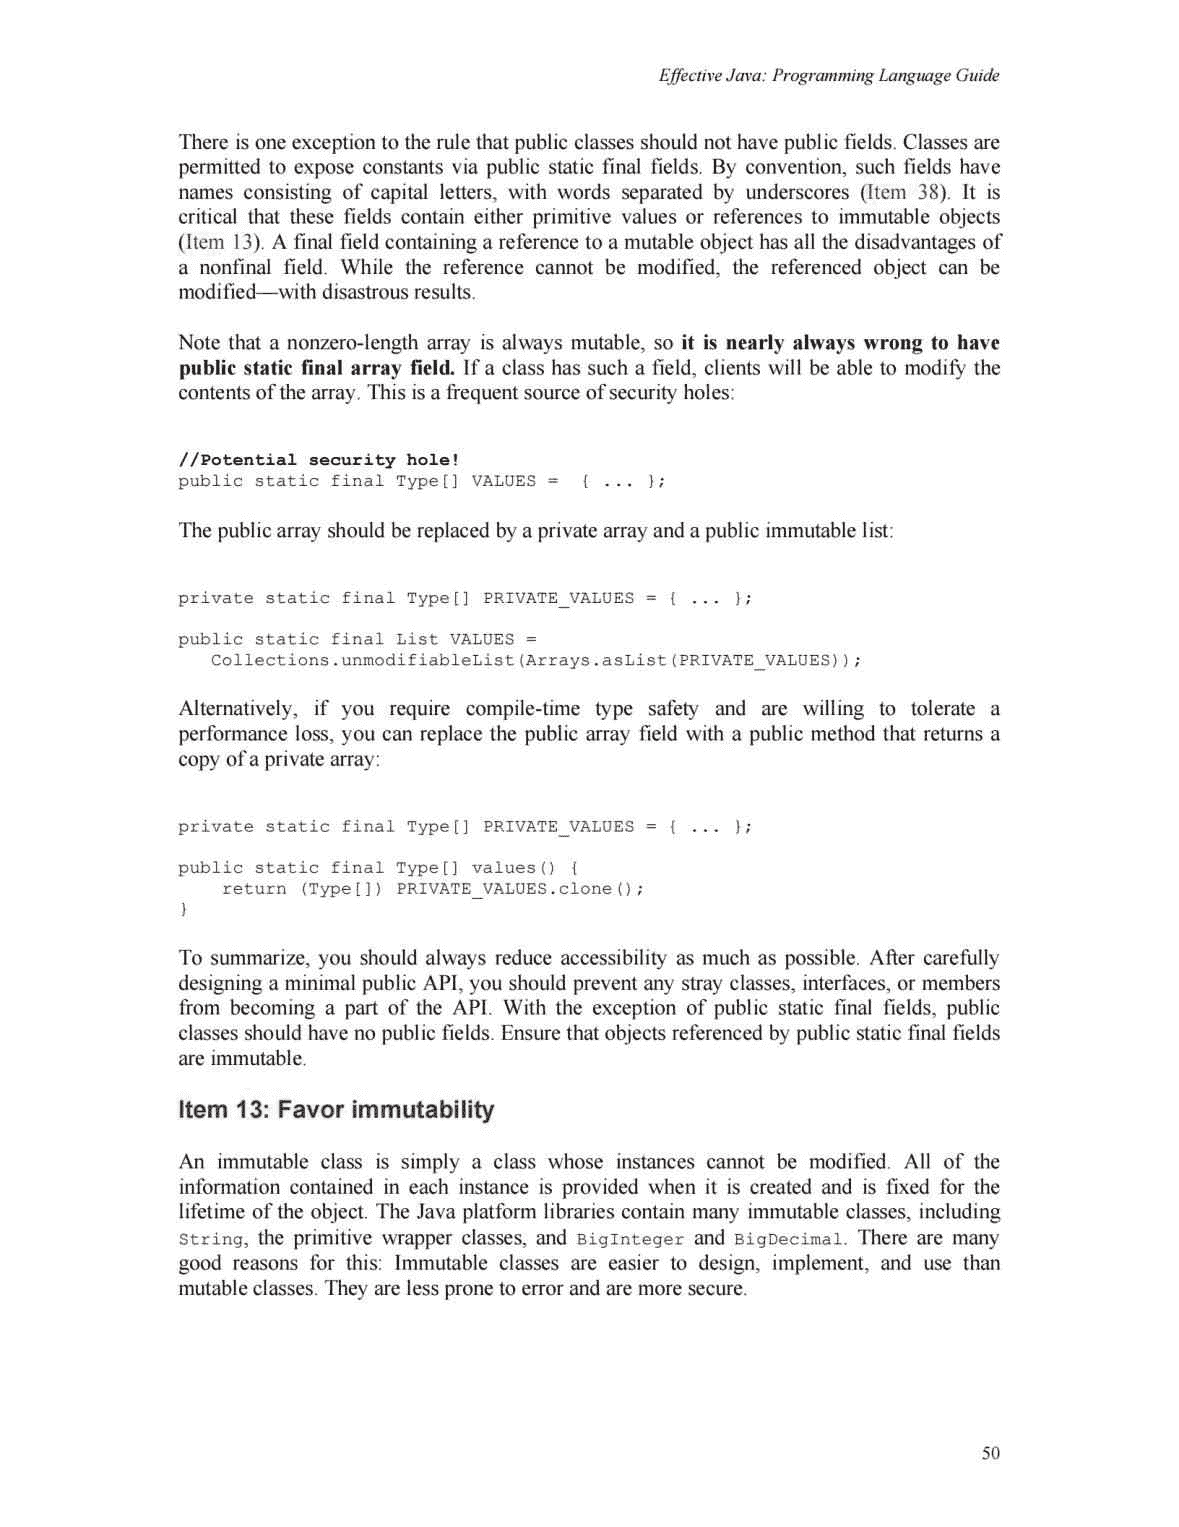 Effective Java: Programming Language Guide
There is one exception to the rule that public classes should not have public fields. Classes are
permitted to expose constants via public static final fields. By convention, such fields have
names consisting of capital letters, with words separated by underscores (Item 38). It is
critical that these fields contain either primitive values or references to immutable objects
(Item 13). A final field containing a reference to a mutable object has all the disadvantages of
a nonfinal field. While the reference cannot be modified, the referenced object can be
modified—with disastrous results.
Note that a nonzero-length array is always mutable, so it is nearly always wrong to have
public static final array field. If a class has such a field, clients will be able to modify the
contents of the array. This is a frequent source of security holes:
//Potential security hole!
public static final Type[] VALUES =  { ... };
The public array should be replaced by a private array and a public immutable list:
private static final Type[] PRIVATE_VALUES = { ... };
public static final List VALUES =
   Collections.unmodifiableList(Arrays.asList(PRIVATE_VALUES));
Alternatively, if you require compile-time type safety and are willing to tolerate a
performance loss, you can replace the public array field with a public method that returns a
copy of a private array:
private static final Type[] PRIVATE_VALUES = { ... };
public static final Type[] values() {
    return (Type[]) PRIVATE_VALUES.clone();
}
To summarize, you should always reduce accessibility as much as possible. After carefully
designing a minimal public API, you should prevent any stray classes, interfaces, or members
from becoming a part of the API. With the exception of public static final fields, public
classes should have no public fields. Ensure that objects referenced by public static final fields
are immutable.
Item 13: Favor immutability
An immutable class is simply a class whose instances cannot be modified. All of the
information contained in each instance is provided when it is created and is fixed for the
lifetime of the object. The Java platform libraries contain many immutable classes, including
String, the primitive wrapper classes, and BigInteger and BigDecimal. There are many
good reasons for this: Immutable classes are easier to design, implement, and use than
mutable classes. They are less prone to error and are more secure.
50